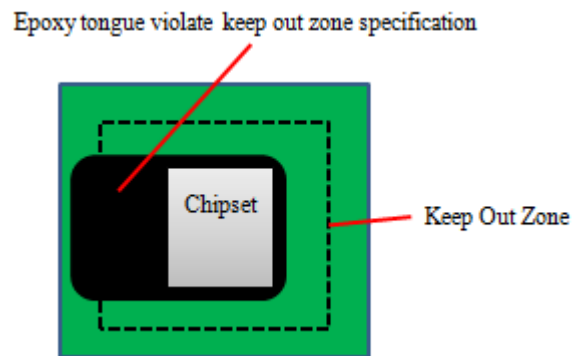 Epoxy tongue violate keep out zone specification
Chipset
Keep Out Zone